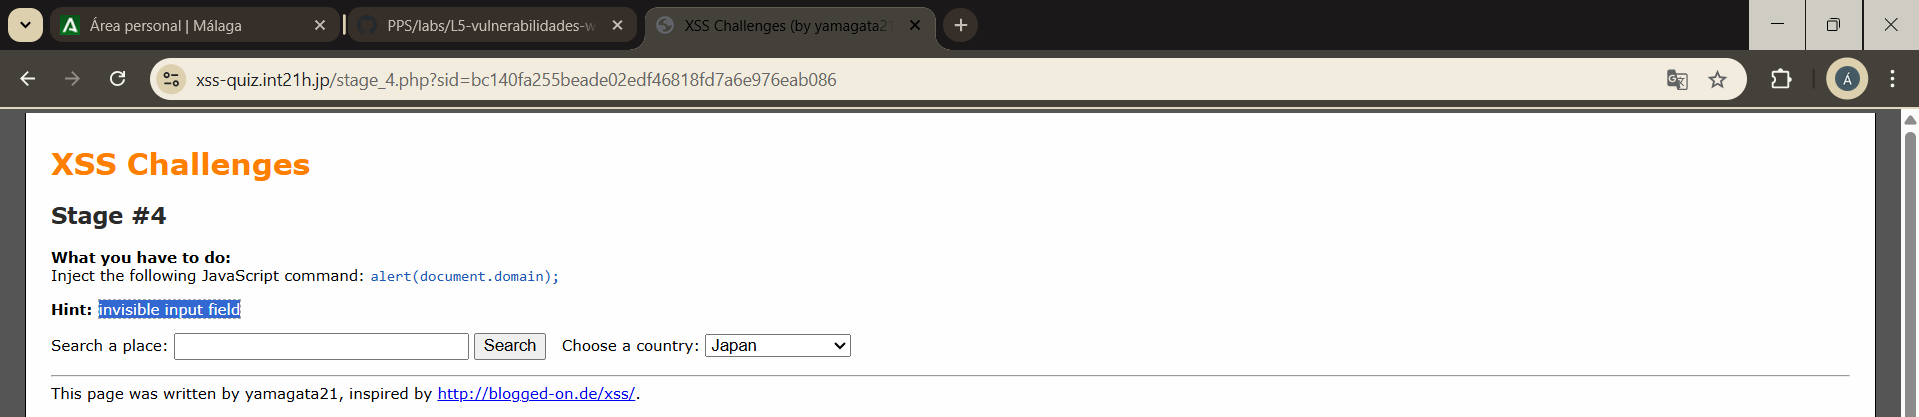 Área personal | Málaga
PPS/labs/L5-vulnerabilidades-w
XSS Challenges (by yamagata21
xss-quiz.int21h.jp/stage_4.php?sid=bc140fa255beade02edf46818fd7a6e976eab086
Á
XSS Challenges
Stage #4
What you have to do:
Inject the following JavaScript command: alert(document.domain);
Hint: invisible input field
Search a place: Search Choose a country: Japan
This page was written by yamagata21, inspired by http://blogged-on.de/xss/.